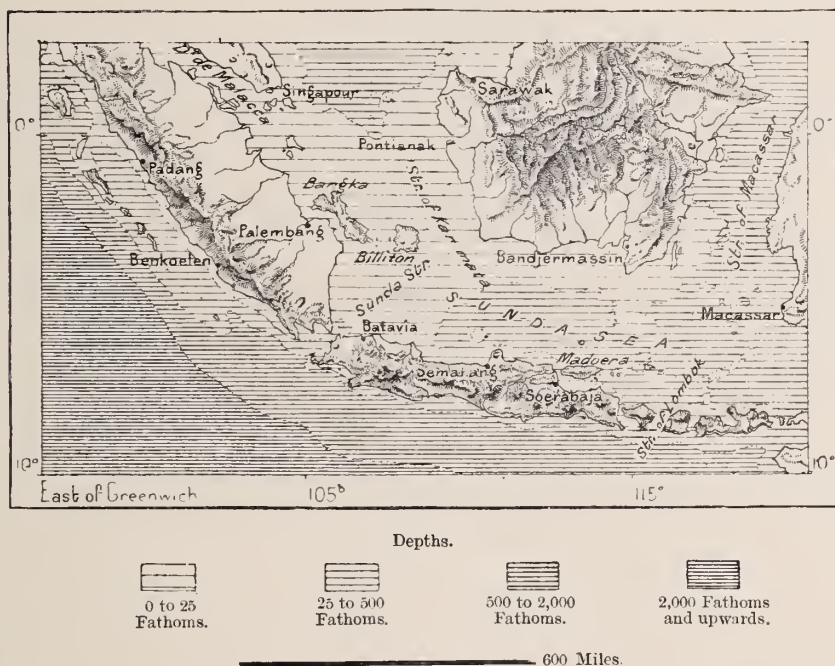 Sr de Malacca
Singapour
Sarawak
0°
0°
Pontianak
Padang
Bangka
Str. of Karimata
Str. of Macassar
Palembang
Benkoelen
Billiton
Bandjermassin
Sunda Str.
SUNDA SEA
Macassar
Batavia
Madoera
Semarang
Soerabaja
Str. of Lombok
10°
10°
East of Greenwich
105°
115°
Depths.
0 to 25
Fathoms.
25 to 500
Fathoms.
500 to 2,000
Fathoms.
2,000 Fathoms
and upwards.
600 Miles.